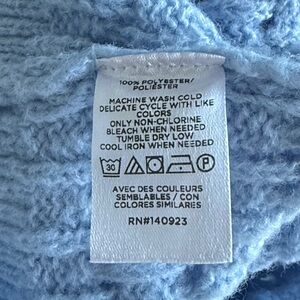 100% POLYESTER/
POLIESTER
MACHINE WASH COLD
DELICATE CYCLE WITH LIKE
COLORS
ONLY NON-CHLORINE
BLEACH WHEN NEEDED
TUMBLE DRY LOW
COOL IRON WHEN NEEDED
30 P
AVEC DES COULEURS
SEMBLABLES / CON
COLORES SIMILARES
RN#140923